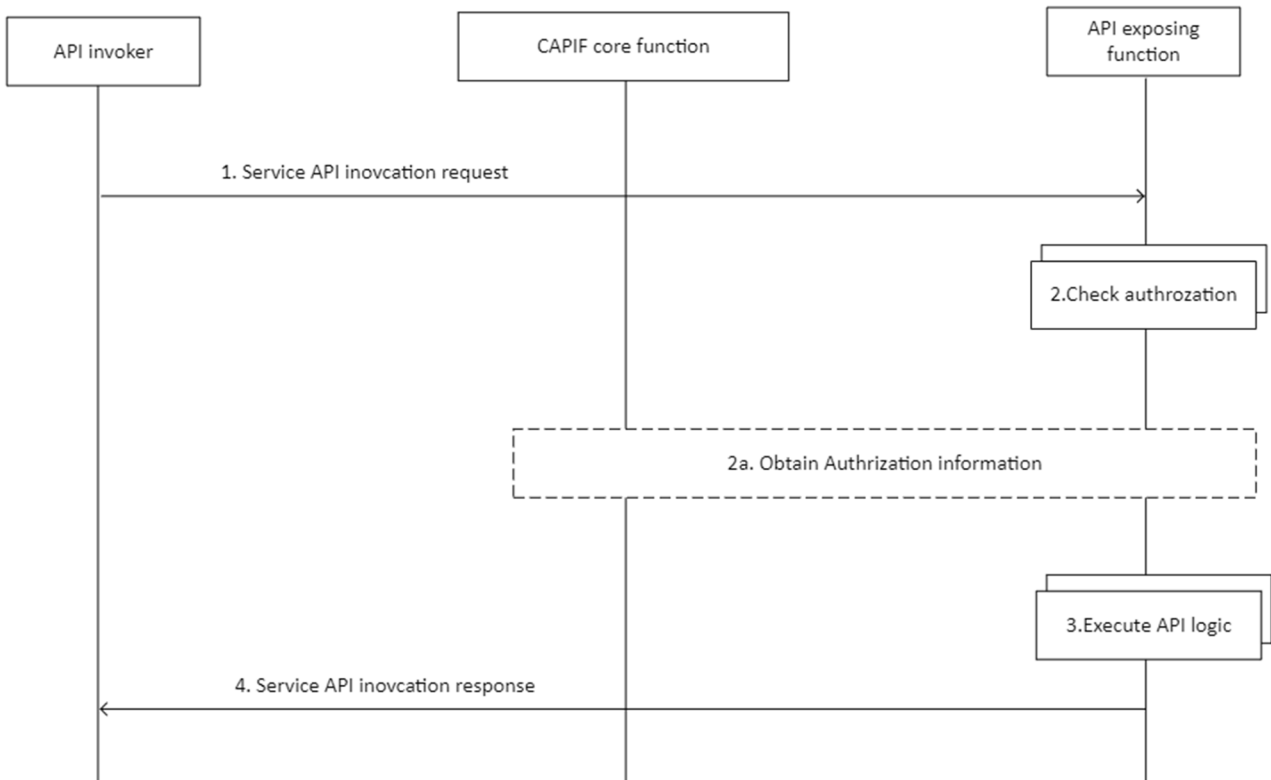 API invoker
CAPIF core function
API exposing
function
1. Service API inovcation request
2.Check authrozation
2a. Obtain Authrization information
3.Execute API logic
4. Service API inovcation response